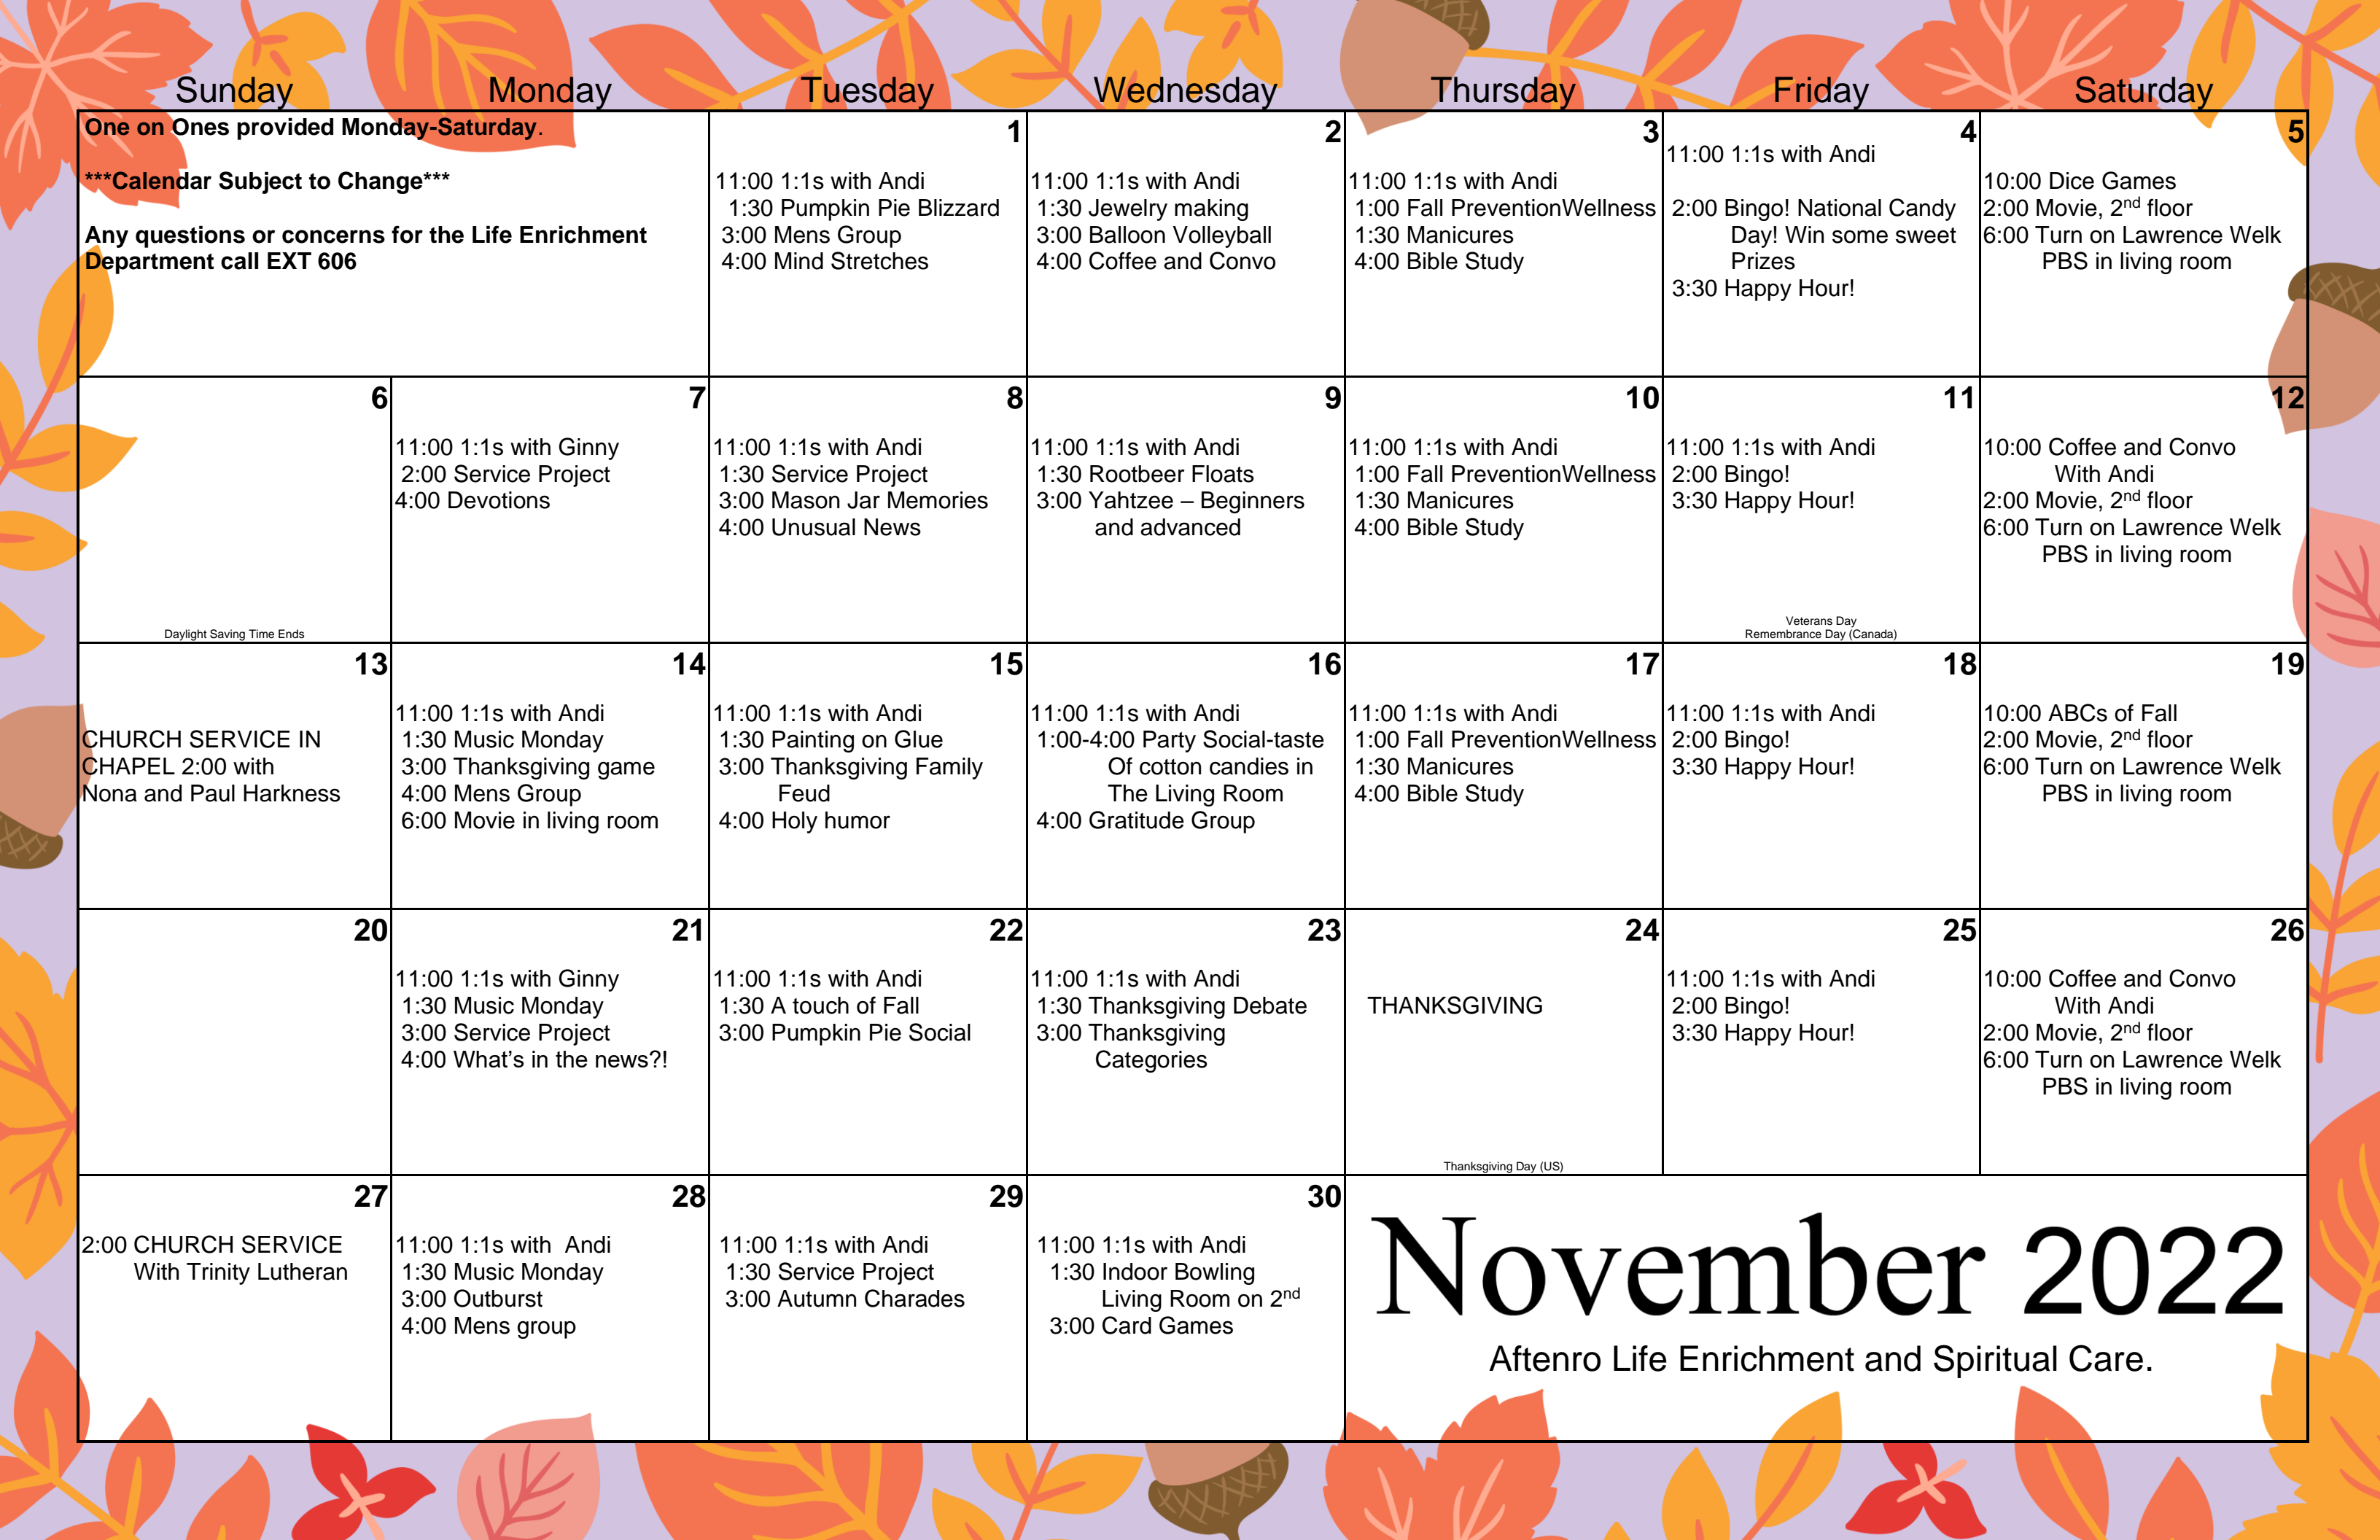 Sunday Monday Tuesday Wednesday Thursday Friday Saturday
One on Ones provided Monday-Saturday.
***Calendar Subject to Change***
Any questions or concerns for the Life Enrichment
Department call EXT 606
1
11:00 1:1s with Andi
1:30 Pumpkin Pie Blizzard
3:00 Mens Group
4:00 Mind Stretches
2
11:00 1:1s with Andi
1:30 Jewelry making
3:00 Balloon Volleyball
4:00 Coffee and Convo
3
11:00 1:1s with Andi
1:00 Fall PreventionWellness
1:30 Manicures
4:00 Bible Study
4
11:00 1:1s with Andi
2:00 Bingo! National Candy
Day! Win some sweet
Prizes
3:30 Happy Hour!
5
10:00 Dice Games
2:00 Movie, 2nd floor
6:00 Turn on Lawrence Welk
PBS in living room
6
Daylight Saving Time Ends
7
11:00 1:1s with Ginny
2:00 Service Project
4:00 Devotions
8
11:00 1:1s with Andi
1:30 Service Project
3:00 Mason Jar Memories
4:00 Unusual News
9
11:00 1:1s with Andi
1:30 Rootbeer Floats
3:00 Yahtzee – Beginners
and advanced
10
11:00 1:1s with Andi
1:00 Fall PreventionWellness
1:30 Manicures
4:00 Bible Study
11
11:00 1:1s with Andi
2:00 Bingo!
3:30 Happy Hour!
Veterans Day
Remembrance Day (Canada)
12
10:00 Coffee and Convo
With Andi
2:00 Movie, 2nd floor
6:00 Turn on Lawrence Welk
PBS in living room
13
CHURCH SERVICE IN
CHAPEL 2:00 with
Nona and Paul Harkness
14
11:00 1:1s with Andi
1:30 Music Monday
3:00 Thanksgiving game
4:00 Mens Group
6:00 Movie in living room
15
11:00 1:1s with Andi
1:30 Painting on Glue
3:00 Thanksgiving Family
Feud
4:00 Holy humor
16
11:00 1:1s with Andi
1:00-4:00 Party Social-taste
Of cotton candies in
The Living Room
4:00 Gratitude Group
17
11:00 1:1s with Andi
1:00 Fall PreventionWellness
1:30 Manicures
4:00 Bible Study
18
11:00 1:1s with Andi
2:00 Bingo!
3:30 Happy Hour!
19
10:00 ABCs of Fall
2:00 Movie, 2nd floor
6:00 Turn on Lawrence Welk
PBS in living room
20
21
11:00 1:1s with Ginny
1:30 Music Monday
3:00 Service Project
4:00 What’s in the news?!
22
11:00 1:1s with Andi
1:30 A touch of Fall
3:00 Pumpkin Pie Social
23
11:00 1:1s with Andi
1:30 Thanksgiving Debate
3:00 Thanksgiving
Categories
24
THANKSGIVING
Thanksgiving Day (US)
25
11:00 1:1s with Andi
2:00 Bingo!
3:30 Happy Hour!
26
10:00 Coffee and Convo
With Andi
2:00 Movie, 2nd floor
6:00 Turn on Lawrence Welk
PBS in living room
27
2:00 CHURCH SERVICE
With Trinity Lutheran
28
11:00 1:1s with Andi
1:30 Music Monday
3:00 Outburst
4:00 Mens group
29
11:00 1:1s with Andi
1:30 Service Project
3:00 Autumn Charades
30
11:00 1:1s with Andi
1:30 Indoor Bowling
Living Room on 2nd
3:00 Card Games
November 2022
Aftenro Life Enrichment and Spiritual Care.